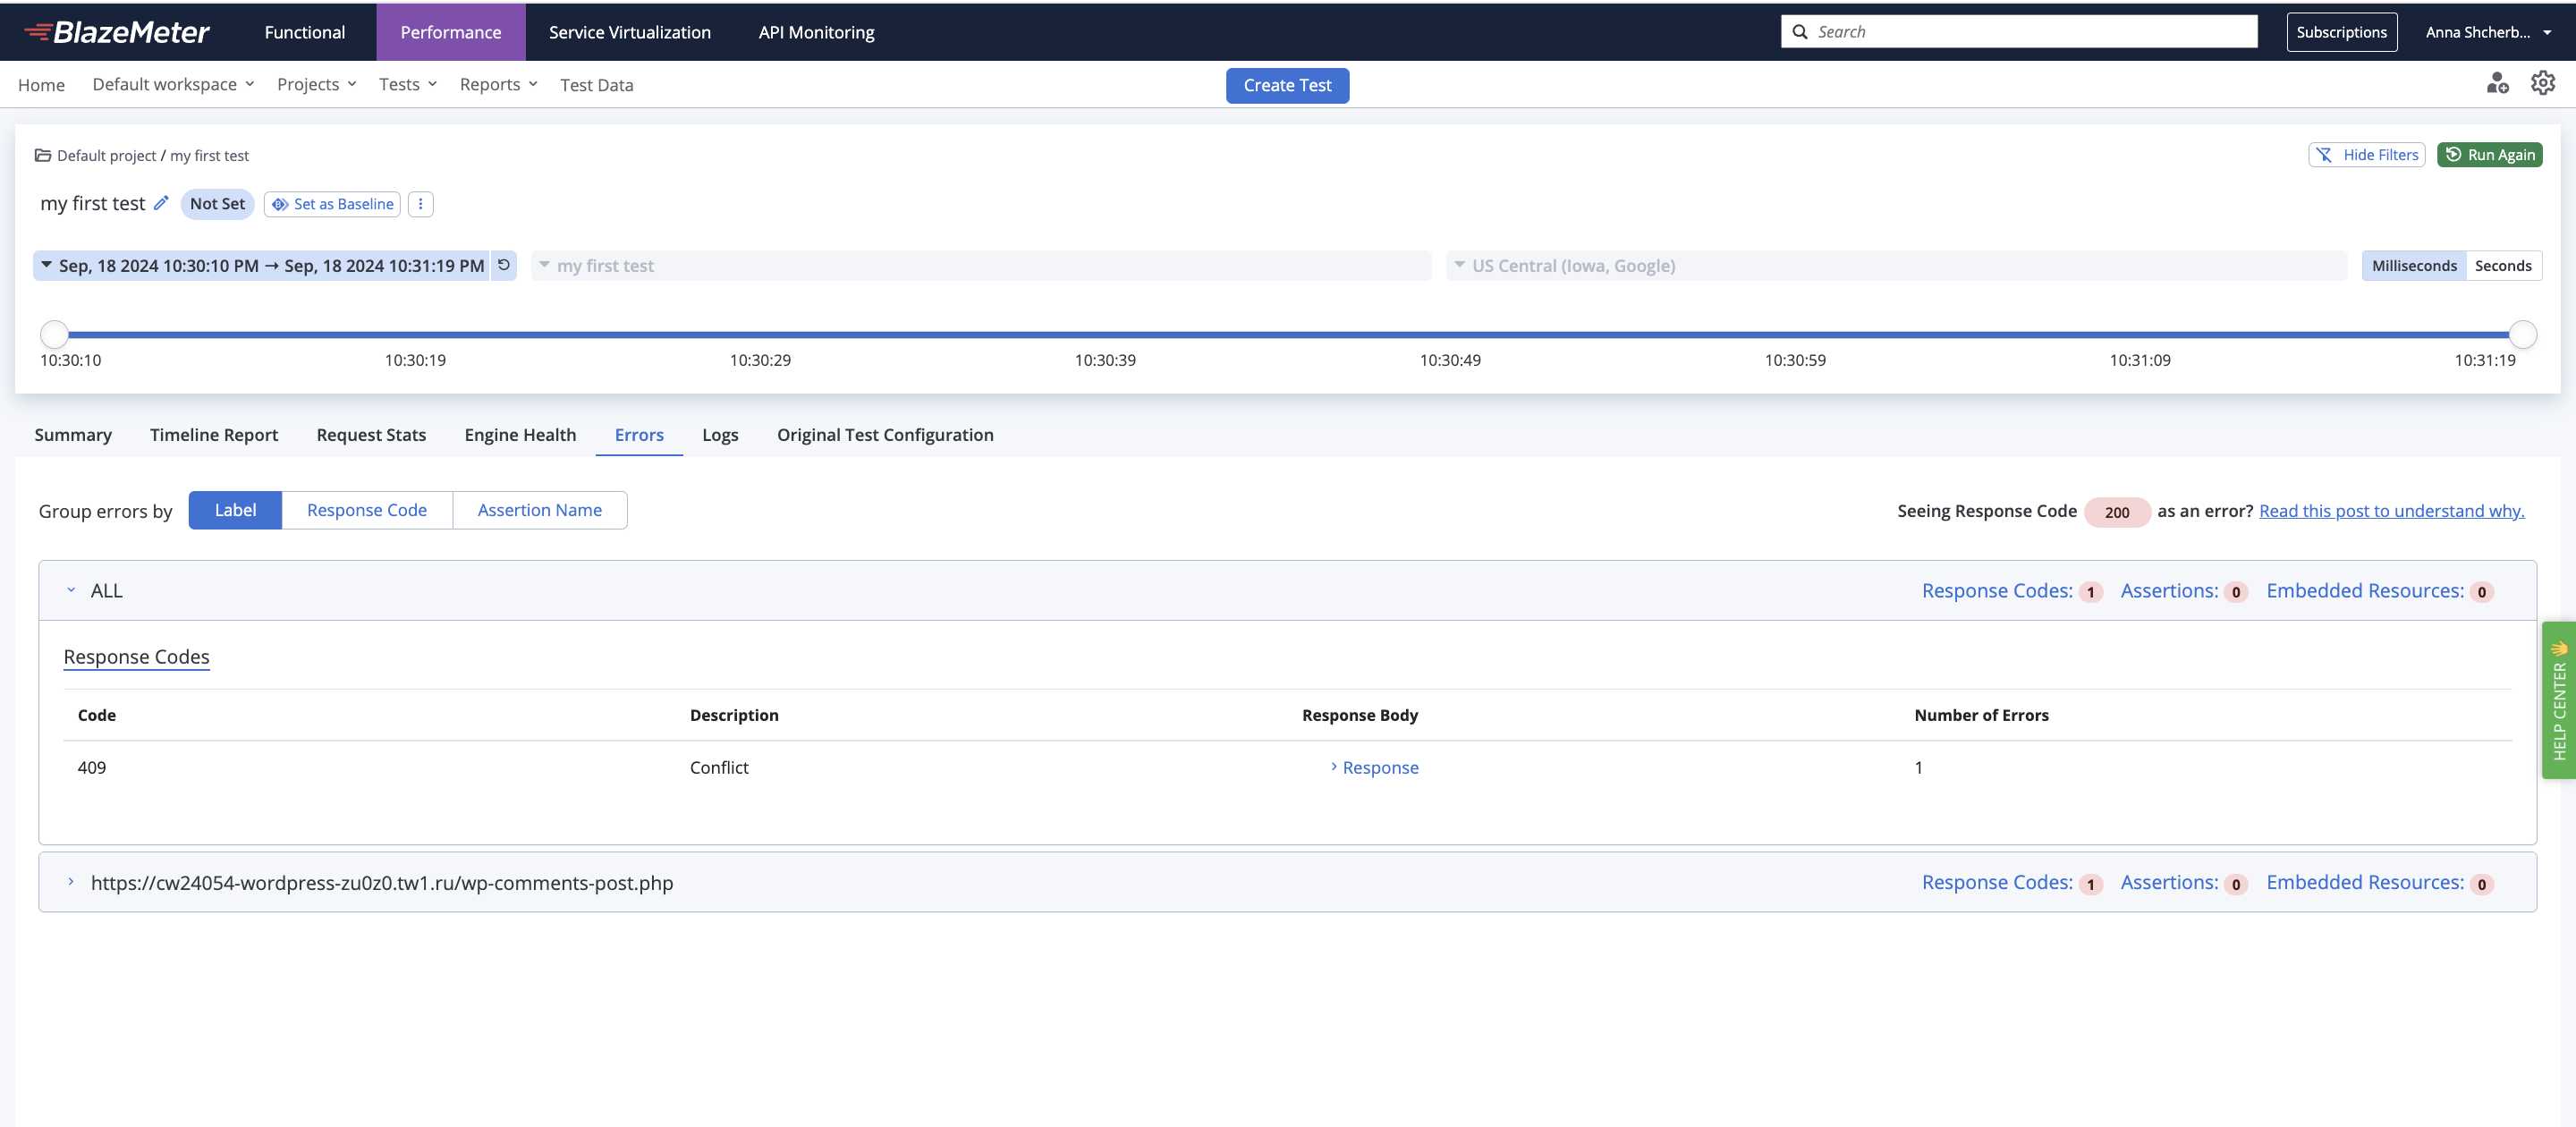 BlazeMeter Functional Performance Service Virtualization API Monitoring Search Subscriptions Anna Shcherb...
Home Default workspace Projects Tests Reports Test Data Create Test
Default project / my first test Hide Filters Run Again
my first test Not Set Set as Baseline
Sep, 18 2024 10:30:10 PM → Sep, 18 2024 10:31:19 PM my first test US Central (Iowa, Google) Milliseconds Seconds
10:30:10 10:30:19 10:30:29 10:30:39 10:30:49 10:30:59 10:31:09 10:31:19
Summary Timeline Report Request Stats Engine Health Errors Logs Original Test Configuration
Group errors by Label Response Code Assertion Name Seeing Response Code 200 as an error? Read this post to understand why.
ALL Response Codes: 1 Assertions: 0 Embedded Resources: 0
Response Codes
Code Description Response Body Number of Errors
409 Conflict Response 1
https://cw24054-wordpress-zu0z0.tw1.ru/wp-comments-post.php Response Codes: 1 Assertions: 0 Embedded Resources: 0
HELP CENTER